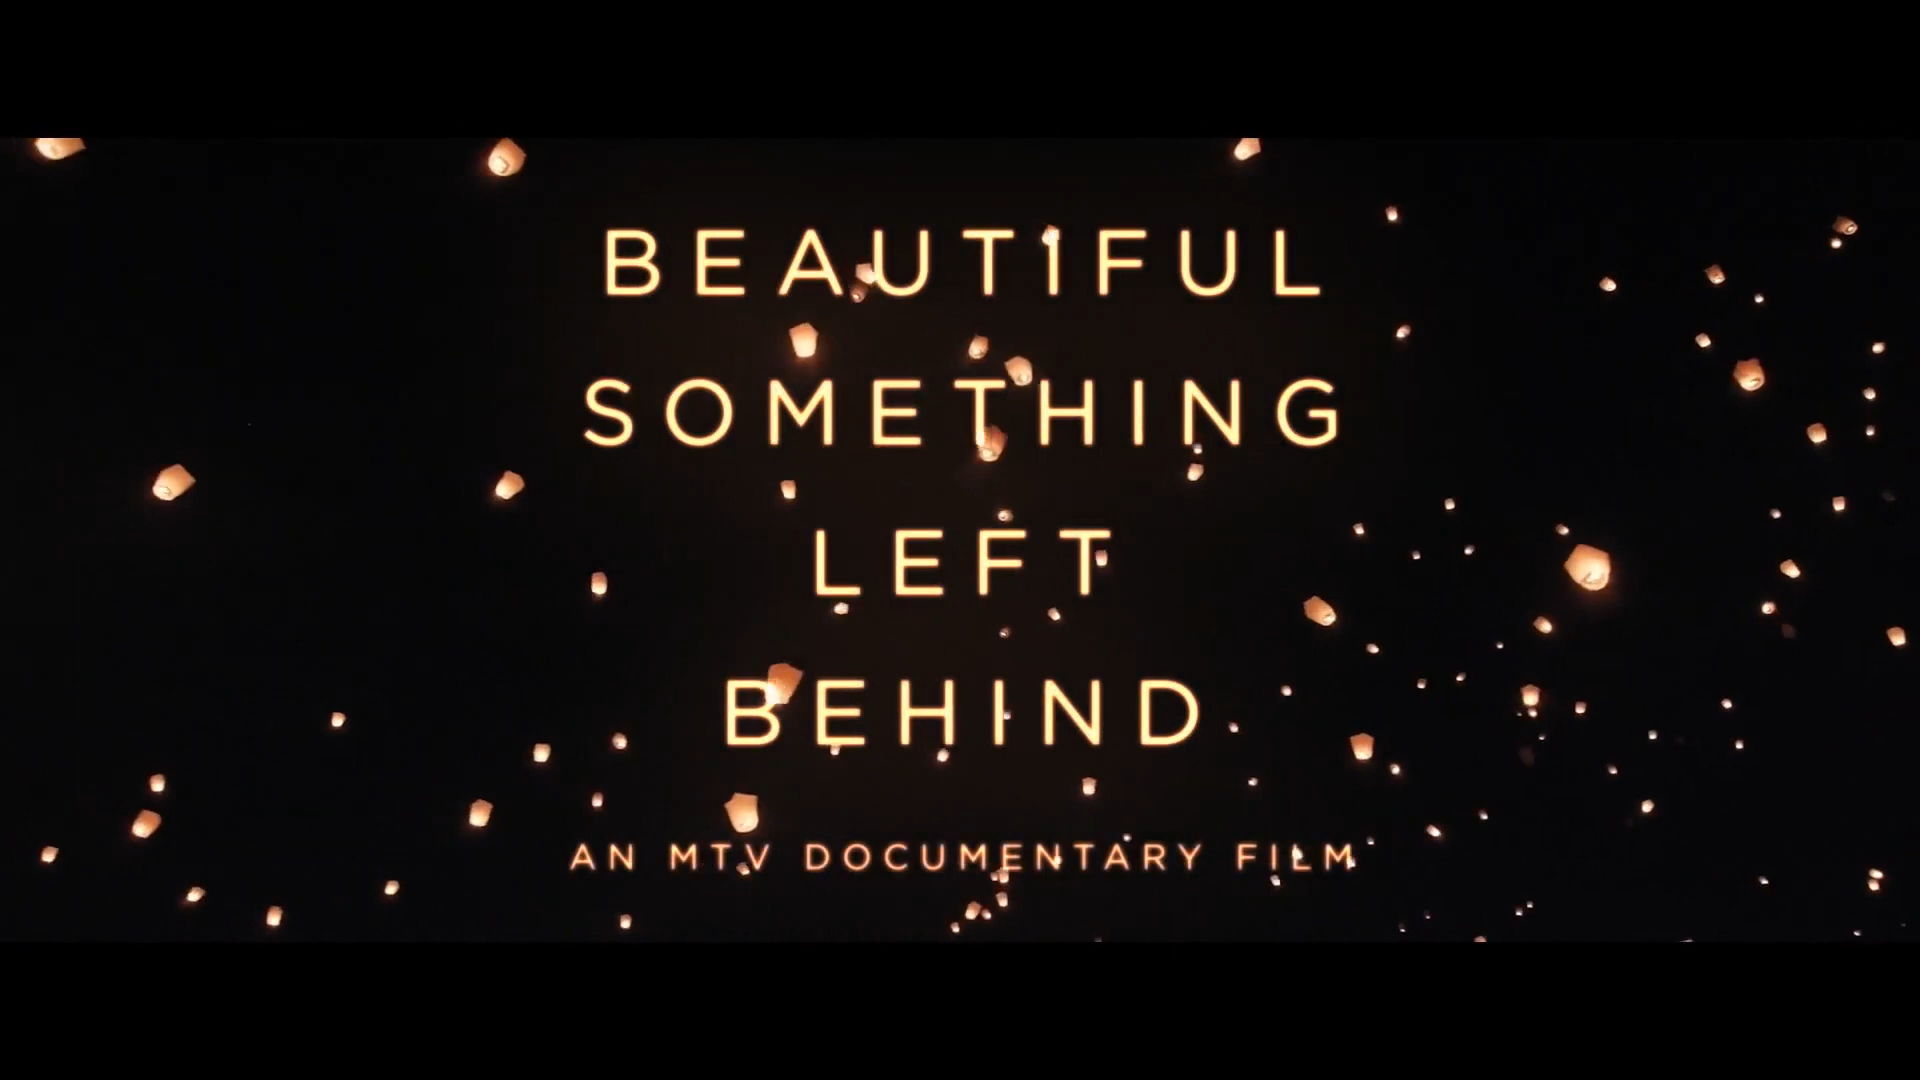 BEAUTIFUL
SOMETHING
LEFT
BEHIND
AN MTV DOCUMENTARY FILM